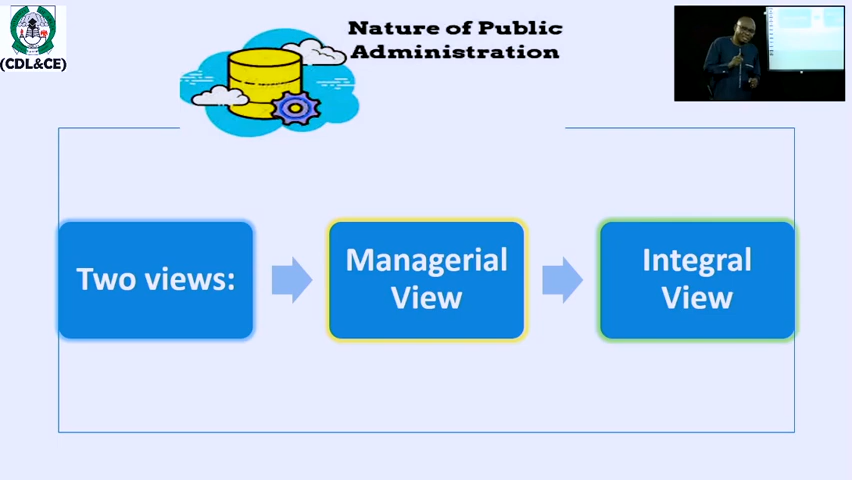 Nature of Public
Administration
(CDL&CE)
Two views:
Managerial
View
Integral
View